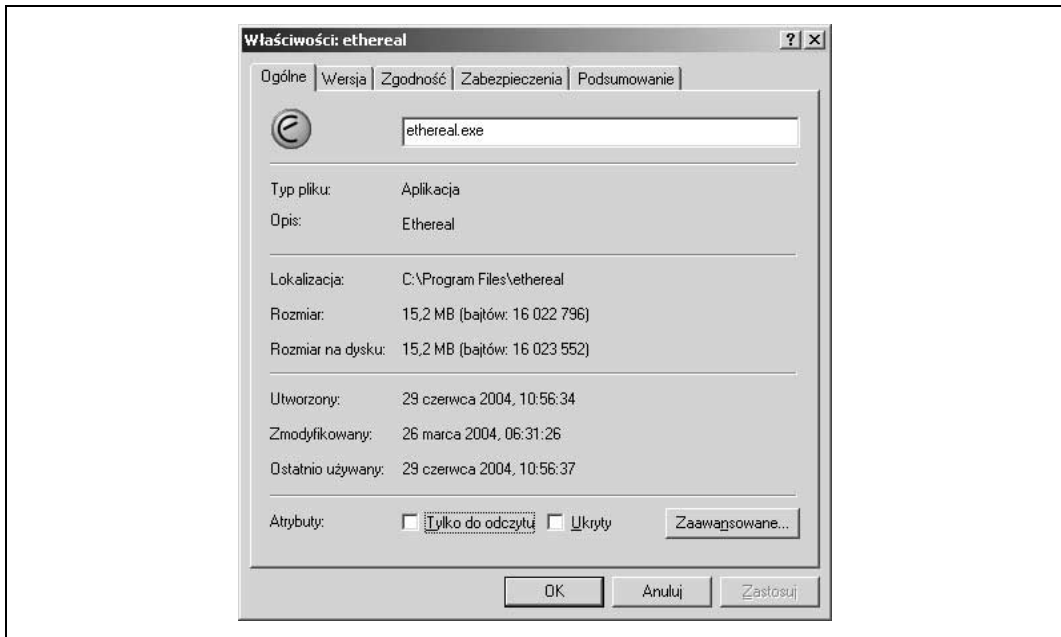 Właściwości: ethereal
Ogólne Wersja Zgodność Zabezpieczenia Podsumowanie
ethereal.exe
Typ pliku: Aplikacja
Opis: Ethereal
Lokalizacja: C:\Program Files\ethereal
Rozmiar: 15,2 MB (bajtów: 16 022 796)
Rozmiar na dysku: 15,2 MB (bajtów: 16 023 552)
Utworzony: 29 czerwca 2004, 10:56:34
Zmodyfikowany: 26 marca 2004, 06:31:26
Ostatnio używany: 29 czerwca 2004, 10:56:37
Atrybuty: Tylko do odczytu Ukryty Zaawansowane...
OK Anuluj Zastosuj